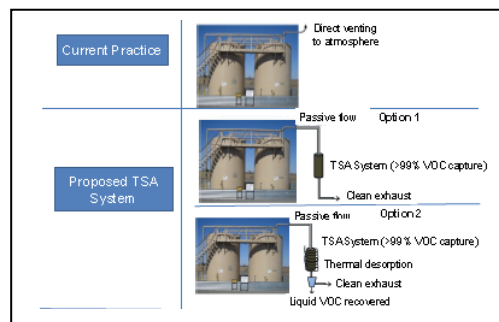 Current Practice
Direct venting
to atmosphere
Proposed TSA
System
Passive flow
Option 1
TSA System (>99% VOC capture)
Clean exhaust
Passive flow
Option 2
TSA System (>99% VOC capture)
Thermal desorption
Clean exhaust
Liquid VOC recovered